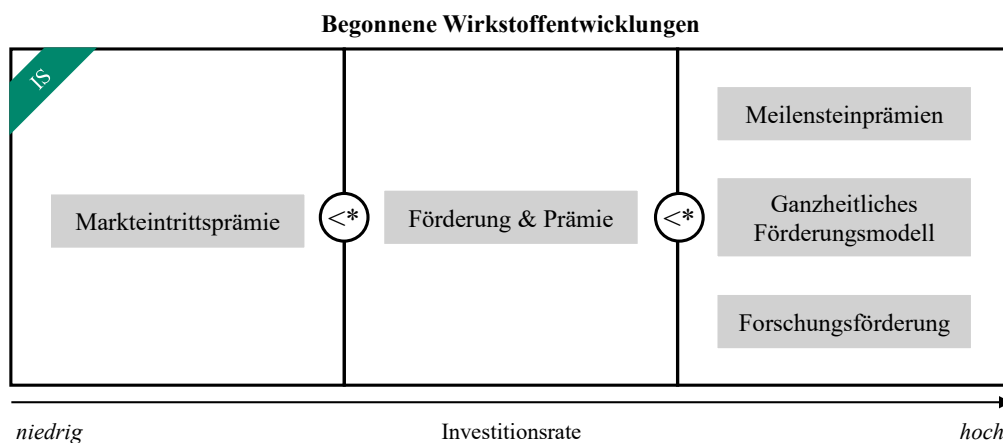 Begonnene Wirkstoffentwicklungen
IS
Markteintrittsprämie
<*
Förderung & Prämie
<*
Meilensteinprämien
Ganzheitliches
Förderungsmodell
Forschungsförderung
niedrig
Investitionsrate
hoch